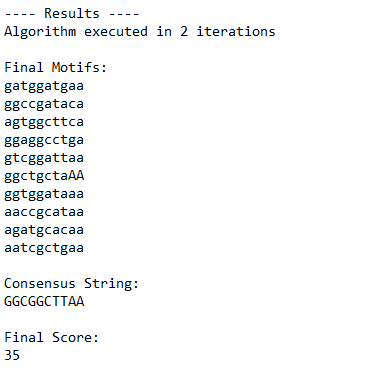 ---- Results ----
Algorithm executed in 2 iterations
Final Motifs:
gatggatgaa
ggccgataca
agtggcttca
ggaggcctga
gtcggattaa
ggctgctaAA
ggtggataaa
aaccgcataa
agatgcacaa
aatcgctgaa
Consensus String:
GGCGGCTTAA
Final Score:
35